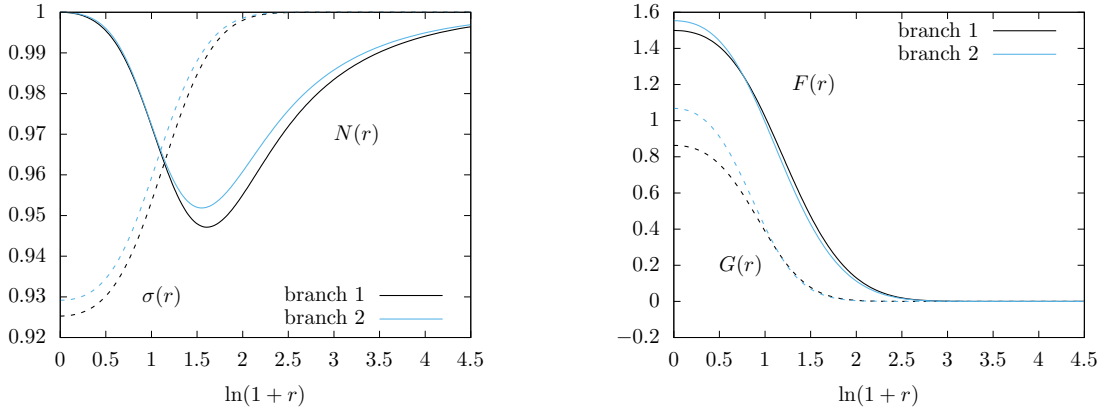 1
0.99
0.98
0.97
0.96
0.95
0.94
0.93
0.92
0 0.5 1 1.5 2 2.5 3 3.5 4 4.5
ln(1 + r)
N(r)
σ(r)
branch 1
branch 2
1.6
1.4
1.2
1
0.8
0.6
0.4
0.2
0
−0.2
0 0.5 1 1.5 2 2.5 3 3.5 4 4.5
ln(1 + r)
branch 1
branch 2
F(r)
G(r)